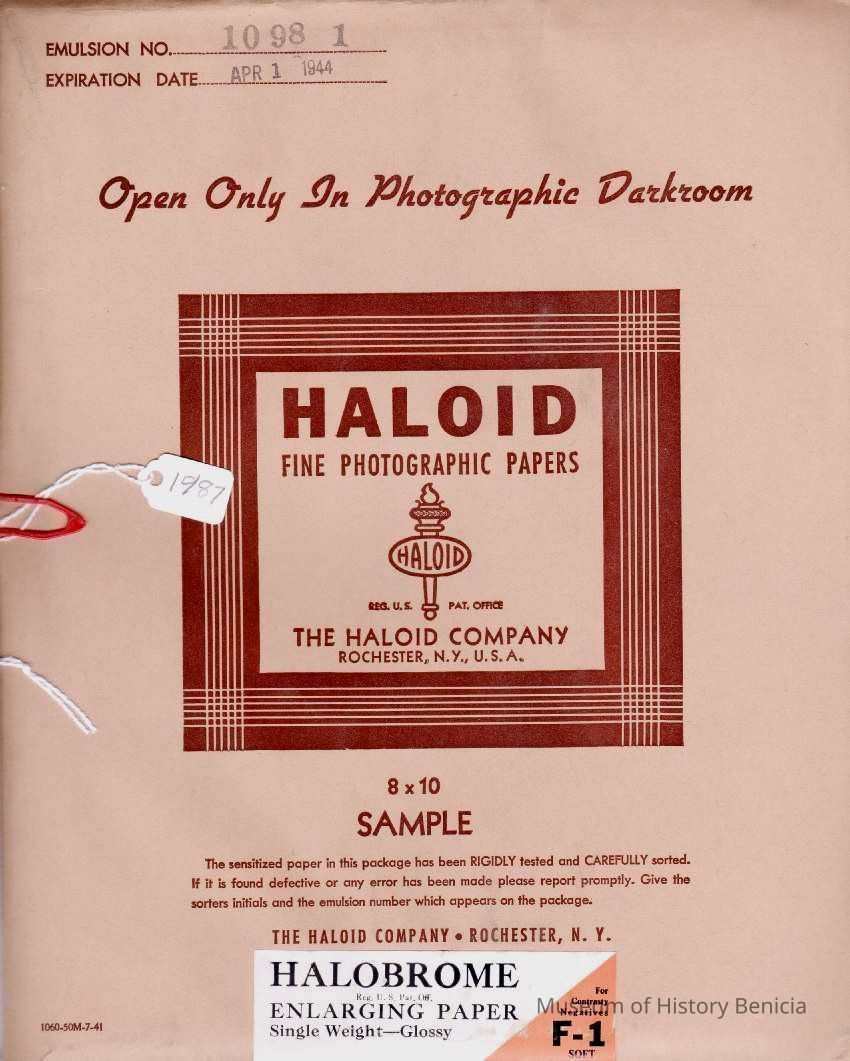 EMULSION NO. 1098 1
EXPIRATION DATE APR 1 1944
Open Only In Photographic Darkroom
HALOID
FINE PHOTOGRAPHIC PAPERS
1987
HALOID
REG. U.S. PAT. OFFICE
THE HALOID COMPANY
ROCHESTER, N.Y., U.S.A.
8 x 10
SAMPLE
The sensitized paper in this package has been RIGIDLY tested and CAREFULLY sorted.
If it is found defective or any error has been made please report promptly. Give the
sorters initials and the emulsion number which appears on the package.
THE HALOID COMPANY • ROCHESTER, N. Y.
HALOBROME
Reg. U. S. Pat. Off.
ENLARGING PAPER
Single Weight—Glossy
For
Contrasty
Negatives
F-1
SOFT
Museum of History Benicia
1060-50M-7-41